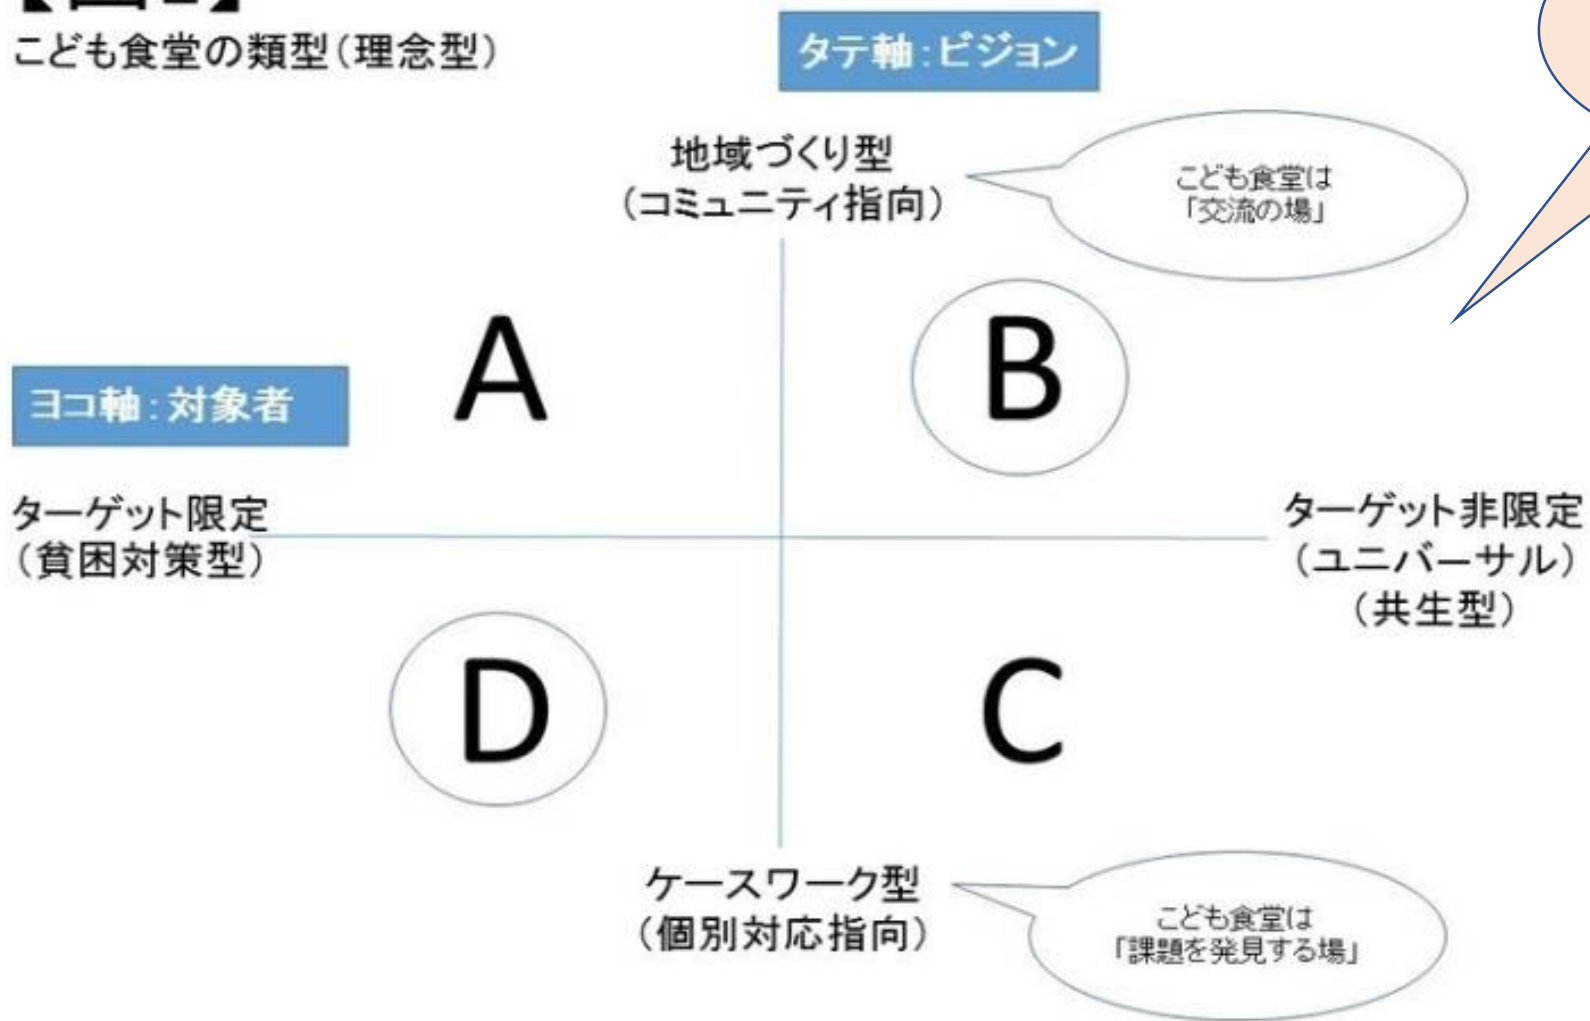 こども食堂の類型(理念型)
タテ軸:ビジョン
地域づくり型
(コミュニティ指向)
こども食堂は
「交流の場」
A
B
ヨコ軸:対象者
ターゲット限定
(貧困対策型)
ターゲット非限定
(ユニバーサル)
(共生型)
D
C
ケースワーク型
(個別対応指向)
こども食堂は
「課題を発見する場」